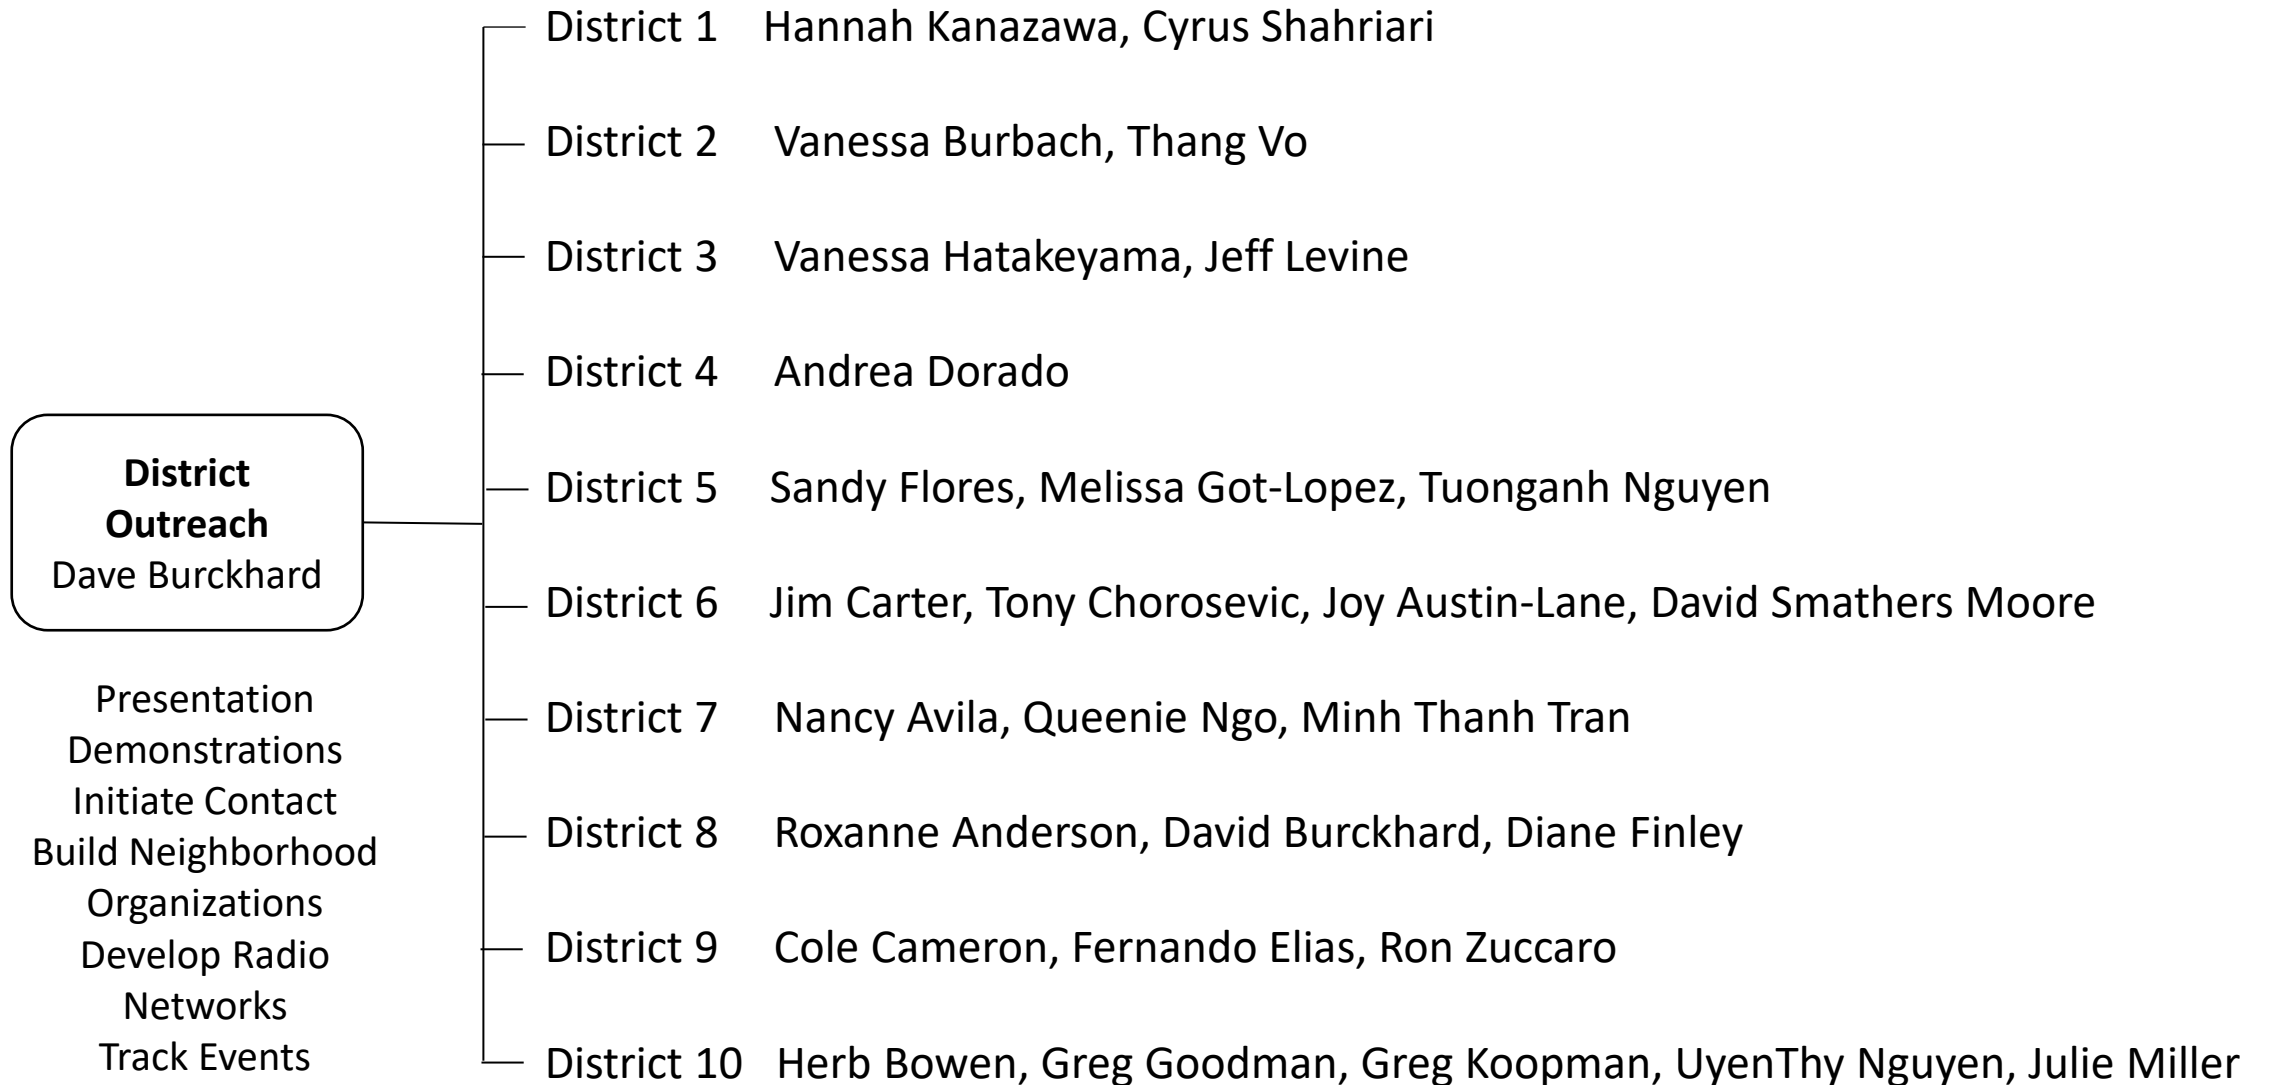 District 1 Hannah Kanazawa, Cyrus Shahriari
District 2 Vanessa Burbach, Thang Vo
District 3 Vanessa Hatakeyama, Jeff Levine
District 4 Andrea Dorado
District
Outreach
Dave Burckhard
District 5 Sandy Flores, Melissa Got-Lopez, Tuonganh Nguyen
District 6 Jim Carter, Tony Chorosevic, Joy Austin-Lane, David Smathers Moore
Presentation
Demonstrations
Initiate Contact
Build Neighborhood
Organizations
Develop Radio
Networks
Track Events
District 7 Nancy Avila, Queenie Ngo, Minh Thanh Tran
District 8 Roxanne Anderson, David Burckhard, Diane Finley
District 9 Cole Cameron, Fernando Elias, Ron Zuccaro
District 10 Herb Bowen, Greg Goodman, Greg Koopman, UyenThy Nguyen, Julie Miller